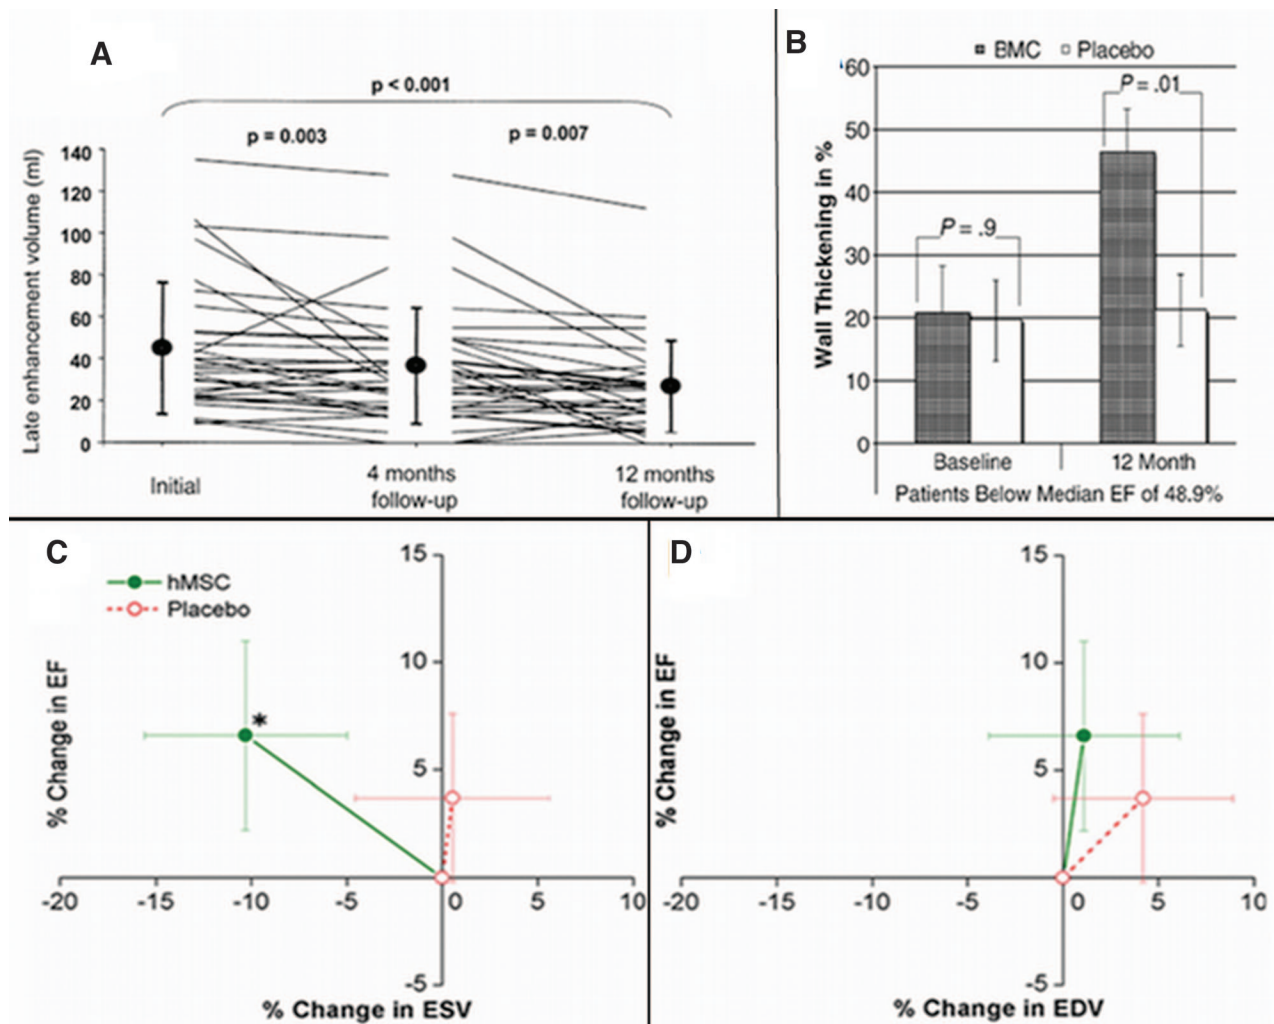 A
p < 0.001
p = 0.003
p = 0.007
Late enhancement volume (ml)
140
120
100
80
60
40
20
0
Initial
4 months
follow-up
12 months
follow-up
B
BMC Placebo
Wall Thickening in %
60
50
40
30
20
10
0
P = .9
P = .01
Baseline
12 Month
Patients Below Median EF of 48.9%
C
hMSC
Placebo
*
% Change in EF
15
10
5
-5
-20 -15 -10 -5 0 5 10
% Change in ESV
D
% Change in EF
15
10
5
-5
-20 -15 -10 -5 0 5 10
% Change in EDV